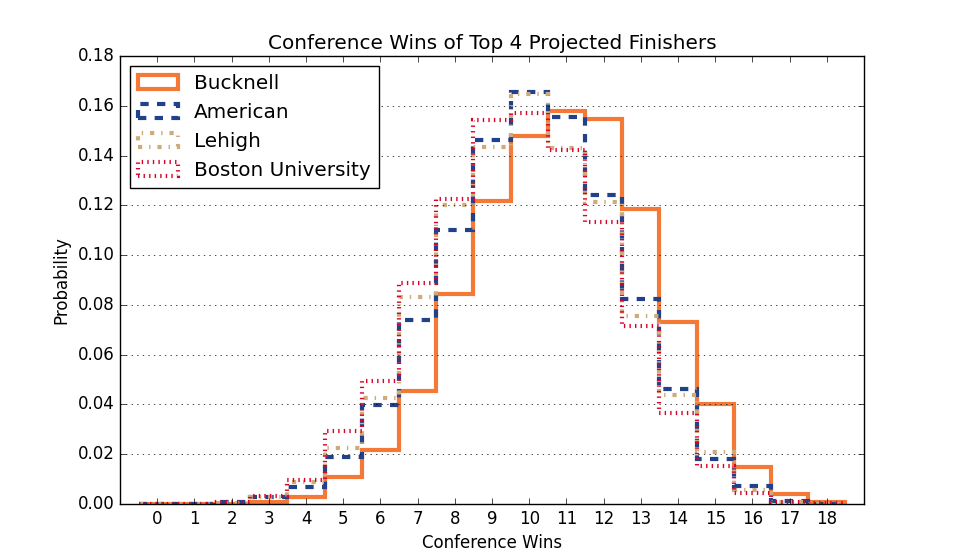 Conference Wins of Top 4 Projected Finishers
0.18
0.16
0.14
0.12
0.10
0.08
0.06
0.04
0.02
0.00
Probability
Bucknell
American
Lehigh
Boston University
0 1 2 3 4 5 6 7 8 9 10 11 12 13 14 15 16 17 18
Conference Wins